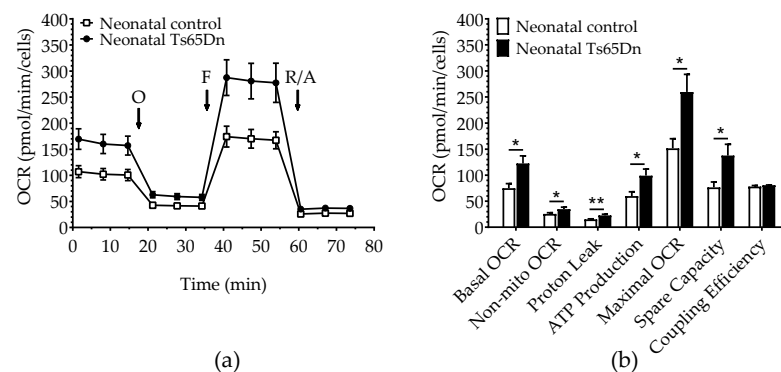 Neonatal control
Neonatal Ts65Dn
OCR (pmol/mim/cells)
400
350
300
250
200
150
100
50
0
O
F
R/A
0 10 20 30 40 50 60 70 80
Time (min)
(a)
Neonatal control
Neonatal Ts65Dn
OCR (pmol/min/cells)
400
350
300
250
200
150
100
50
0
*
*
**
*
*
*
Basal OCR
Non-mito OCR
Proton Leak
ATP Production
Maximal OCR
Spare Capacity
Coupling Efficiency
(b)